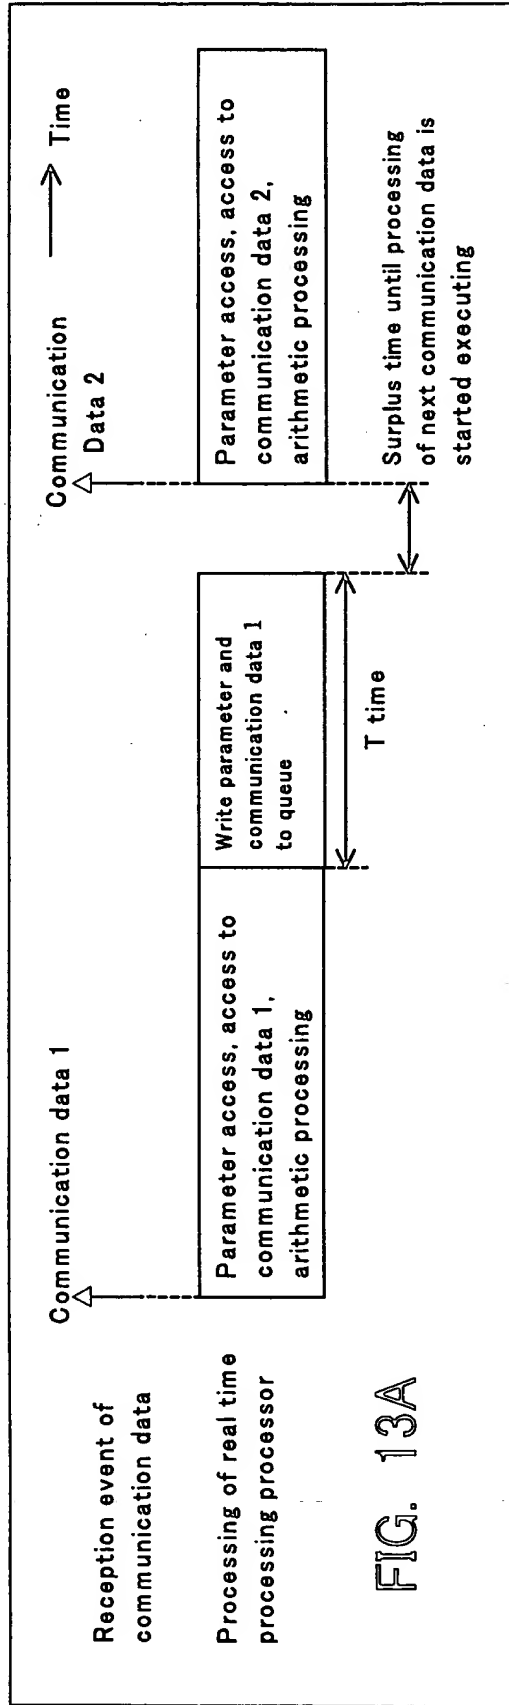 Reception event of
communication data
Communication data 1
Communication
Data 2
Time
Processing of real time
processing processor
Parameter access, access to
communication data 1,
arithmetic processing
Write parameter and
communication data 1
to queue
Parameter access, access to
communication data 2,
arithmetic processing
T time
Surplus time until processing
of next communication data is
started executing
FIG. 13A